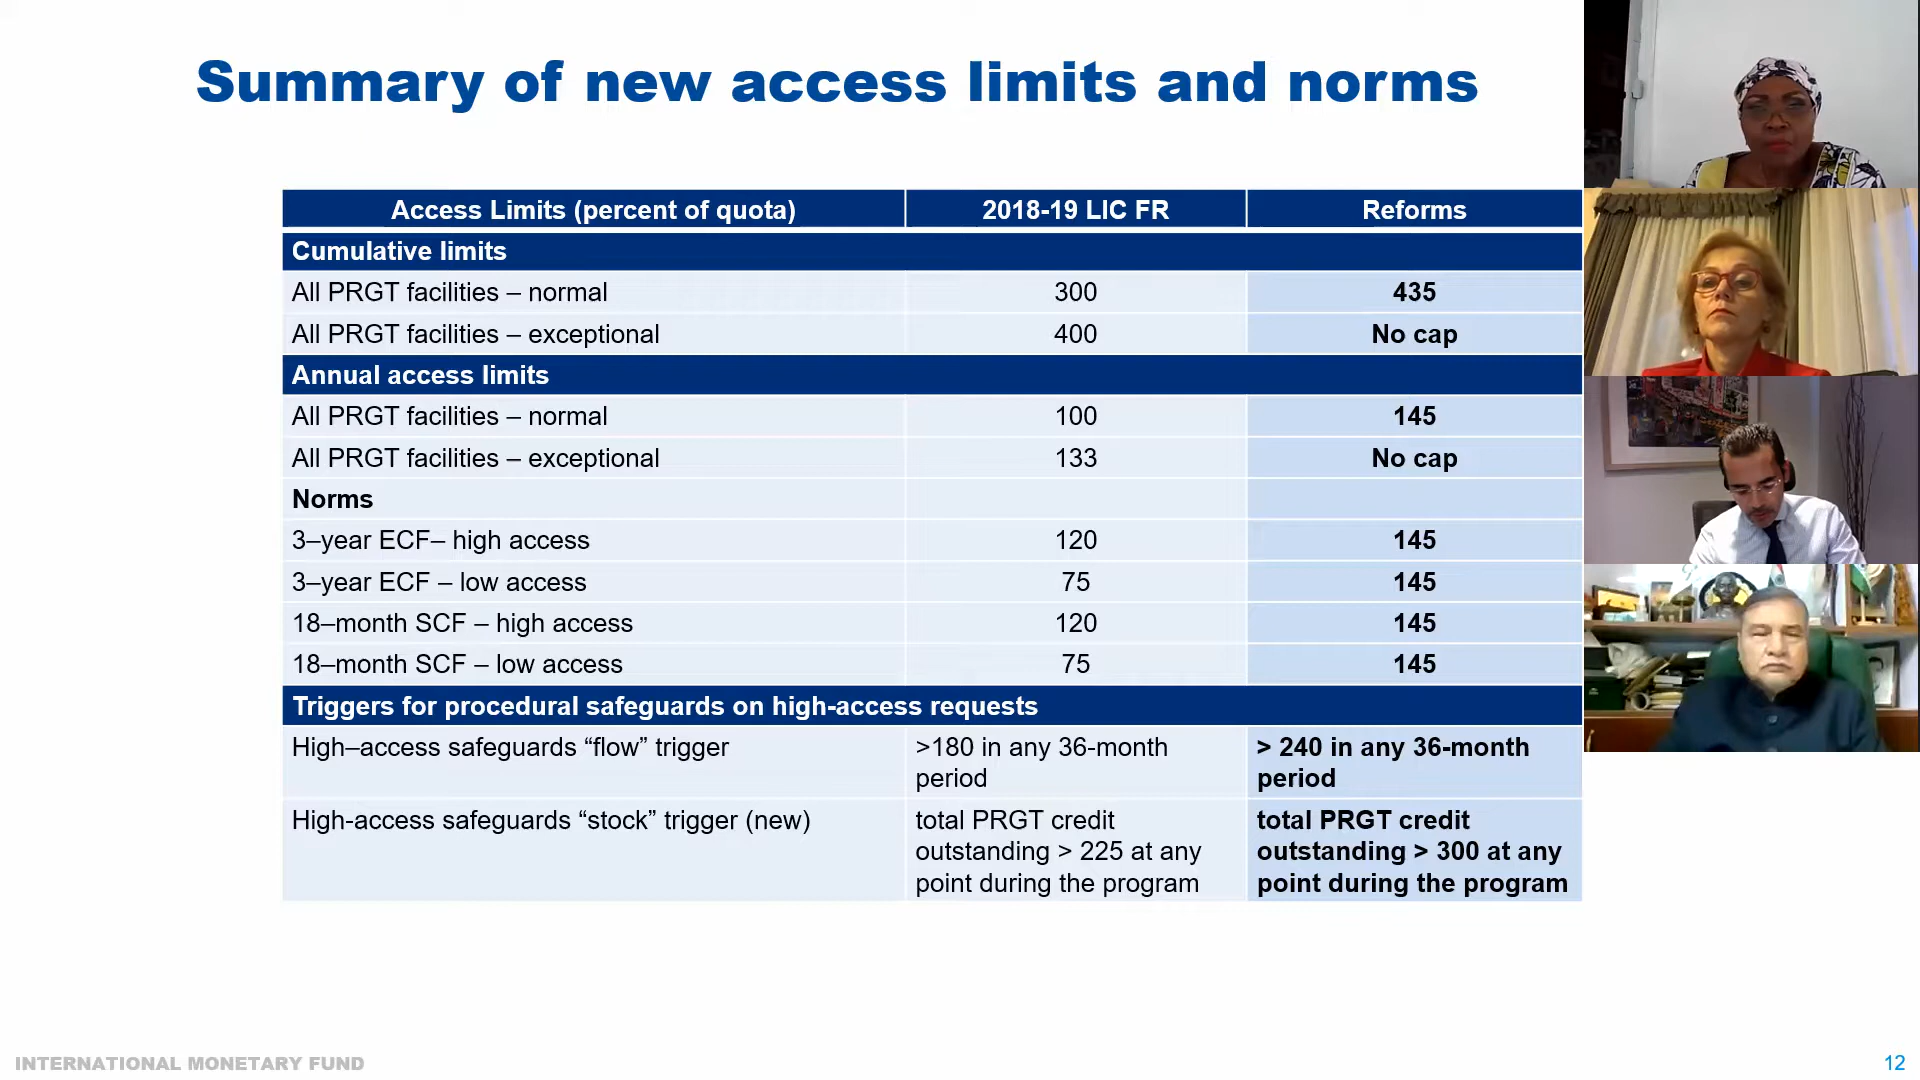 Summary of new access limits and norms
Access Limits (percent of quota) 2018-19 LIC FR Reforms
Cumulative limits
All PRGT facilities – normal 300 435
All PRGT facilities – exceptional 400 No cap
Annual access limits
All PRGT facilities – normal 100 145
All PRGT facilities – exceptional 133 No cap
Norms
3–year ECF– high access 120 145
3–year ECF – low access 75 145
18–month SCF – high access 120 145
18–month SCF – low access 75 145
Triggers for procedural safeguards on high-access requests
High–access safeguards “flow” trigger >180 in any 36-month > 240 in any 36-month
period period
High-access safeguards “stock” trigger (new) total PRGT credit total PRGT credit
outstanding > 225 at any outstanding > 300 at any
point during the program point during the program
INTERNATIONAL MONETARY FUND 12